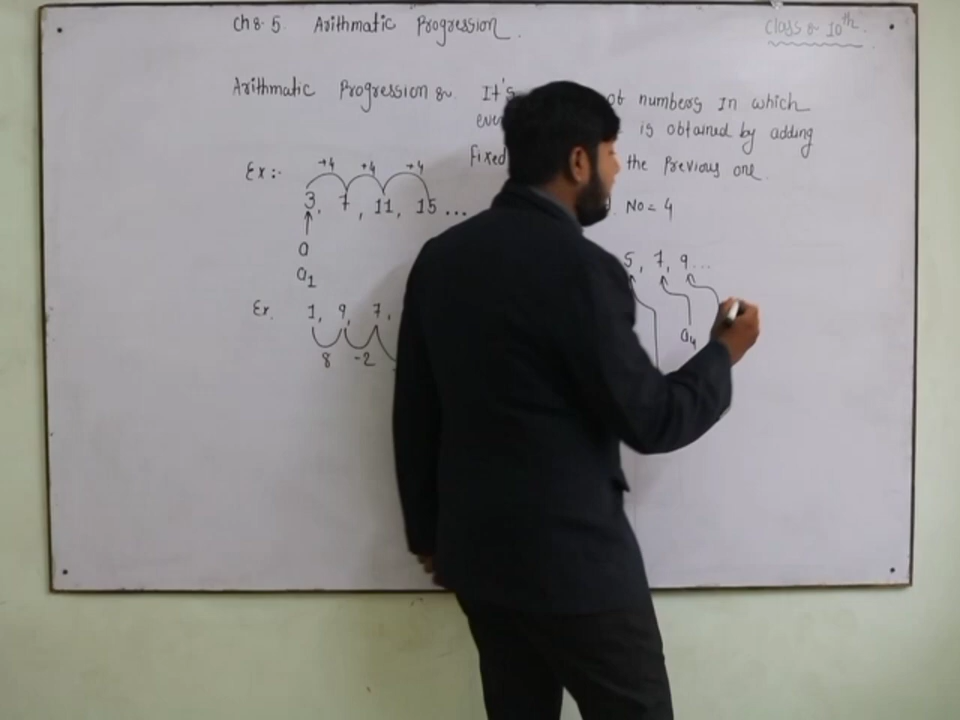 Ch 8. 5. Arithmatic Progression.
Class 10th
Arithmatic Progression It's of numbers In which
is obtained by adding
fixed the Previous one.
Ex:- +4 +4 +4
3, 7, 11, 15 ... No = 4
a
a1
5, 7, 9 ...
Ex. 1, 9, 7,
a4
8 -2